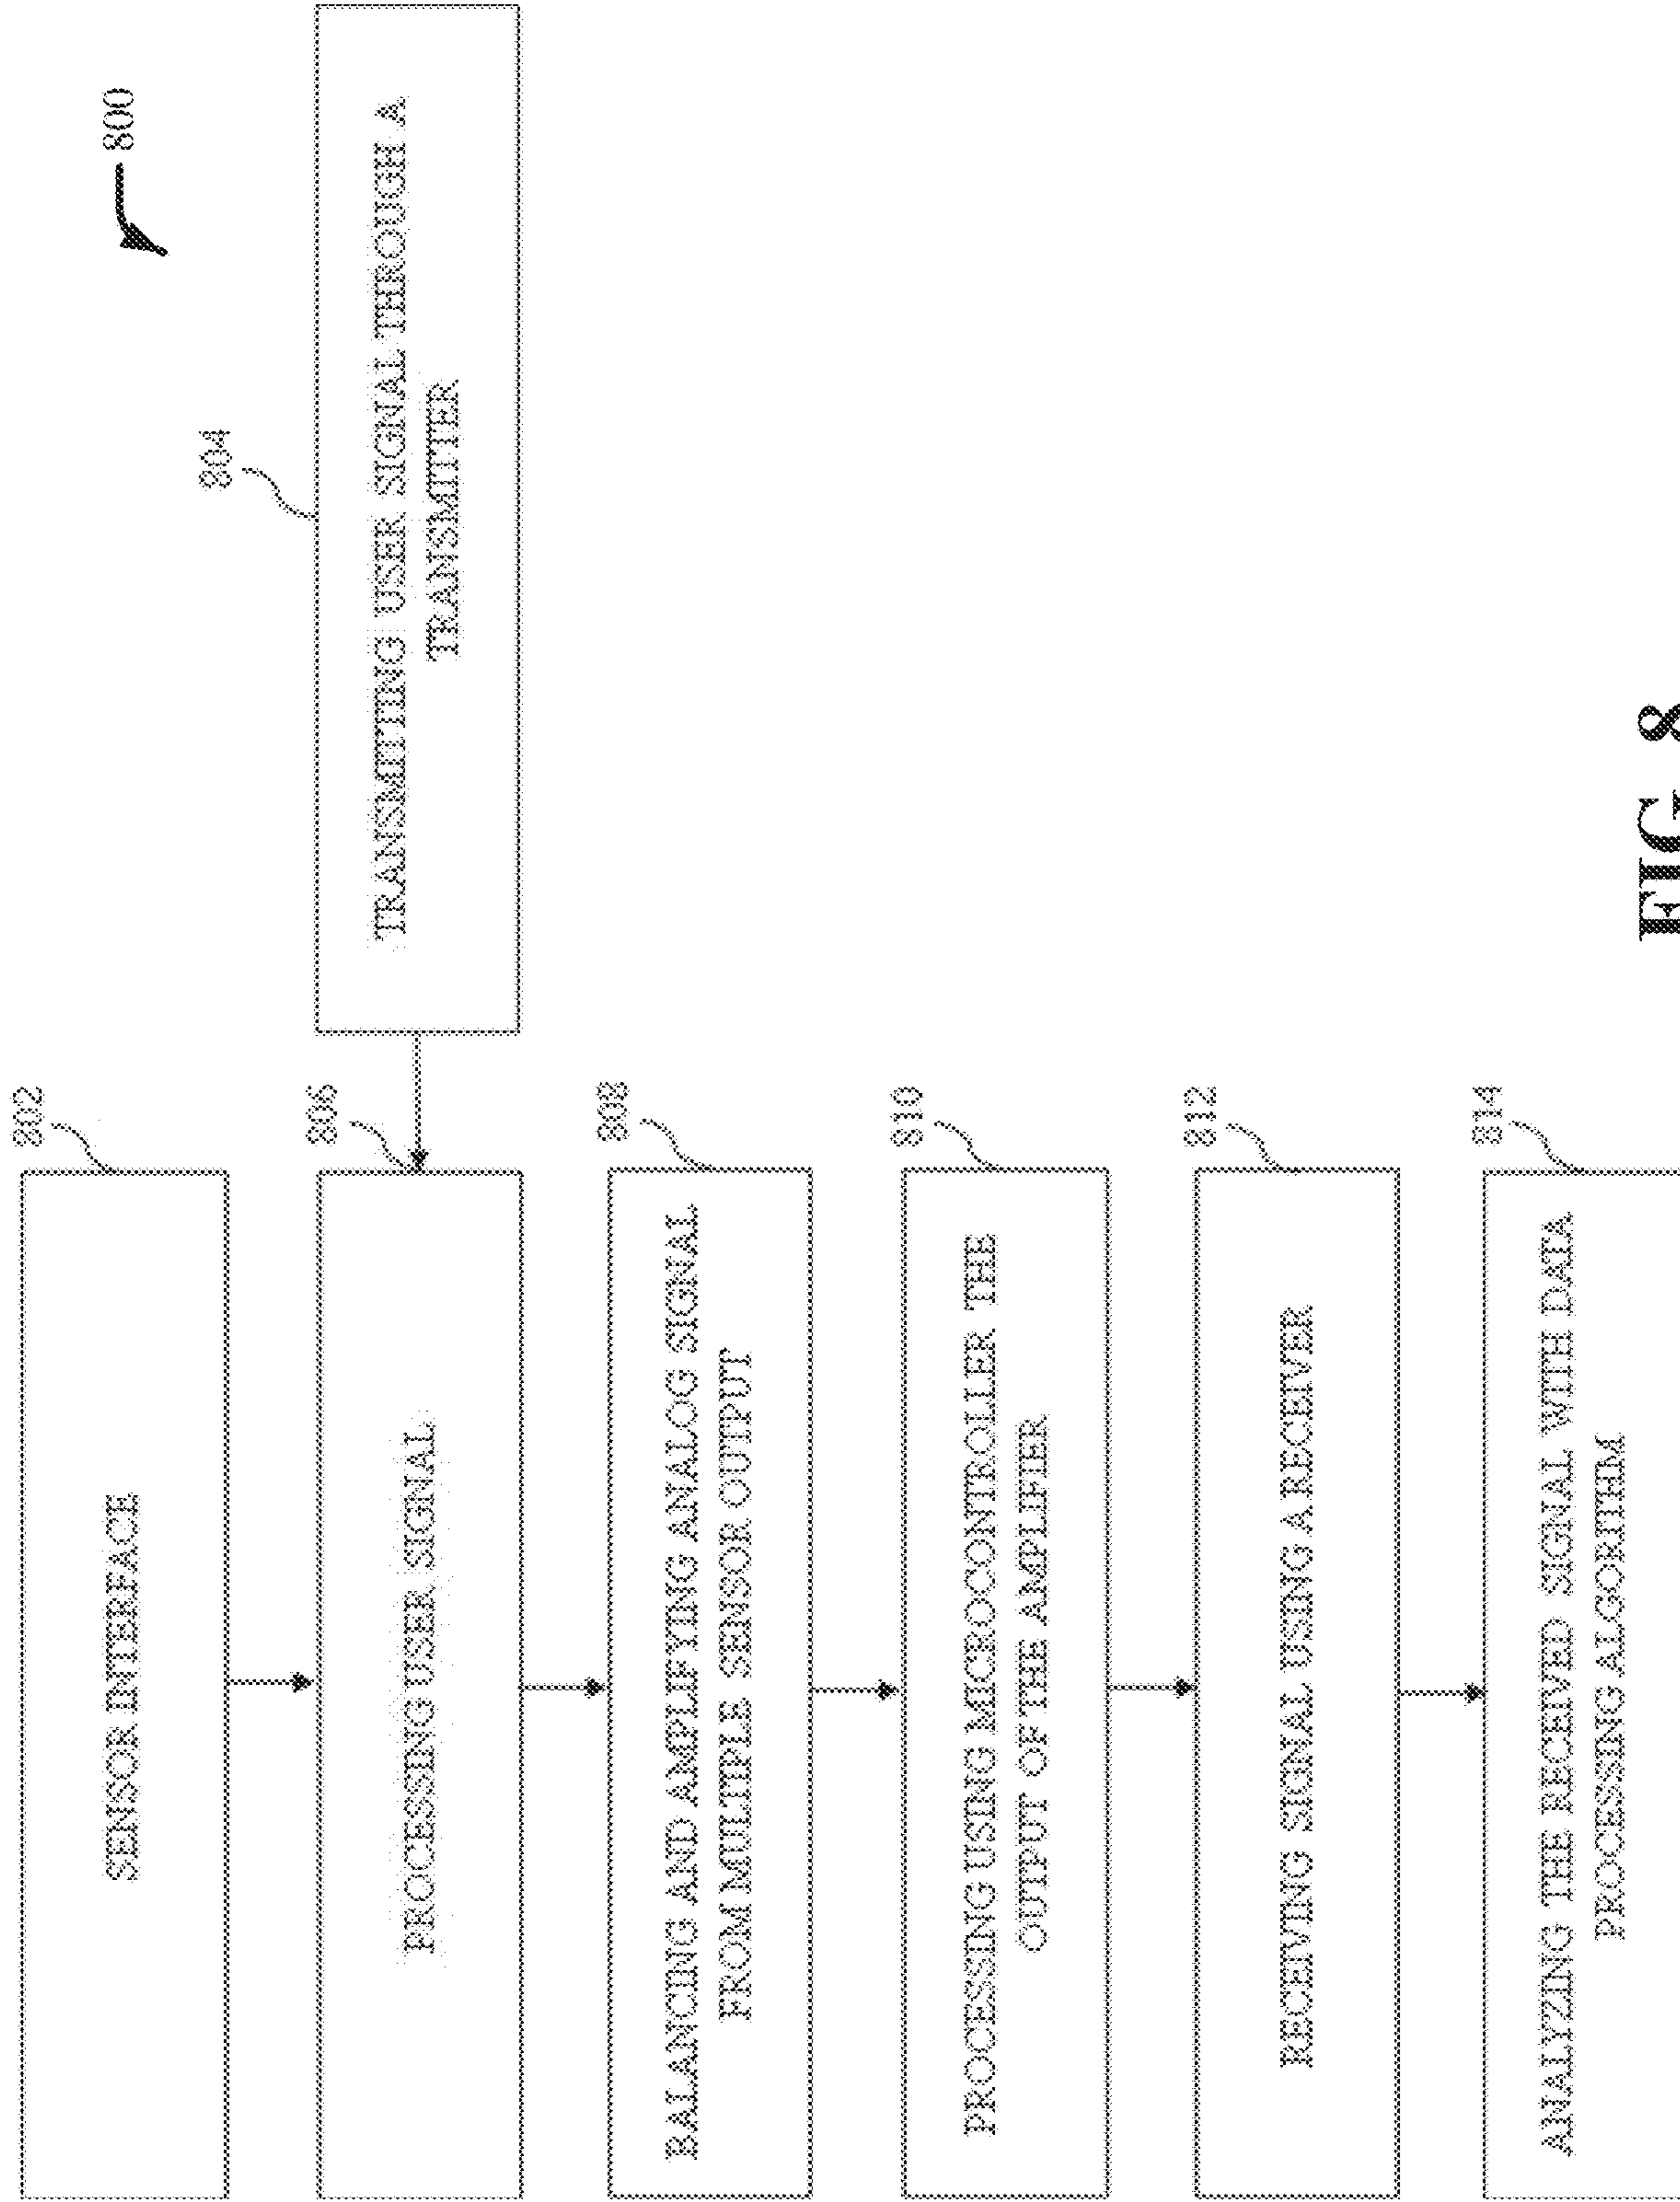 800
802
SENSOR INTERFACE
804
TRANSMITTING USER SIGNAL THROUGH A
TRANSMITTER
806
PROCESSING USER SIGNAL
808
BALANCING AND AMPLIFYING ANALOG SIGNAL
FROM MULTIPLE SENSOR OUTPUT
810
PROCESSING USING MICROCONTROLLER THE
OUTPUT OF THE AMPLIFIER
812
RECEIVING SIGNAL USING A RECEIVER
814
ANALYZING THE RECEIVED SIGNAL WITH DATA
PROCESSING ALGORITHM
FIG 8